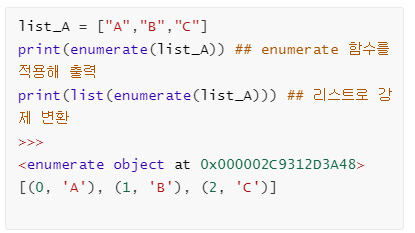 list_A = ["A","B","C"]
print(enumerate(list_A)) ## enumerate 함수를
적용해 출력
print(list(enumerate(list_A))) ## 리스트로 강
제 변환
>>>
<enumerate object at 0x000002C9312D3A48>
[(0, 'A'), (1, 'B'), (2, 'C')]